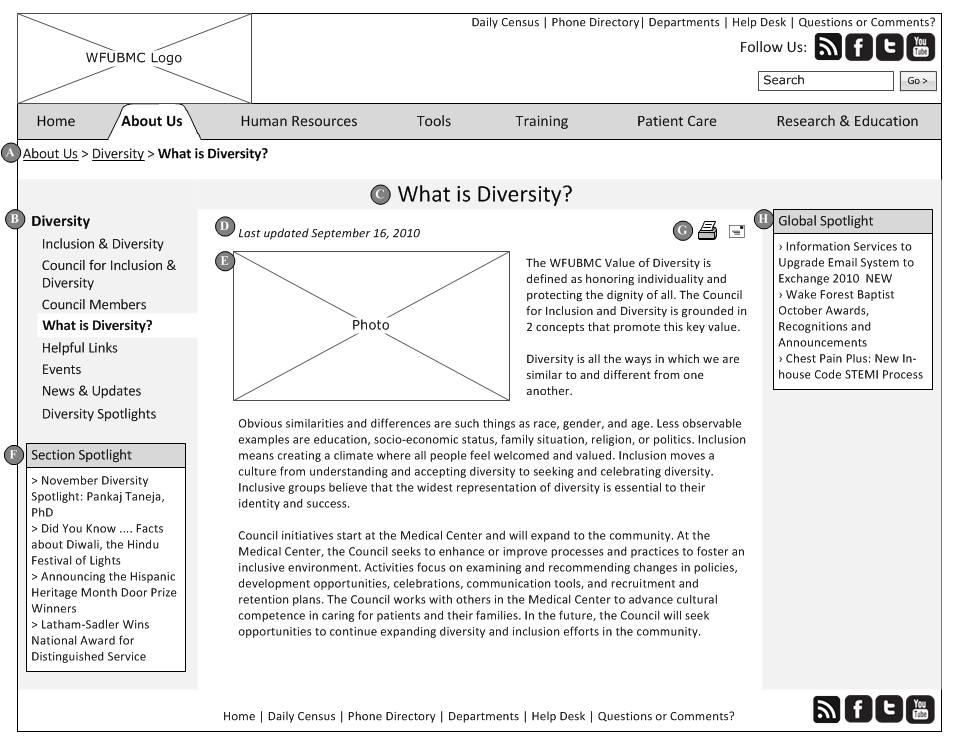 Daily Census | Phone Directory| Departments | Help Desk | Questions or Comments?
WFUBMC Logo
Follow Us:
You
Tube
Search
Go >
Home
About Us
Human Resources
Tools
Training
Patient Care
Research & Education
A
About Us > Diversity > What is Diversity?
C
What is Diversity?
B
Diversity
Inclusion & Diversity
Council for Inclusion &
Diversity
Council Members
What is Diversity?
Helpful Links
Events
News & Updates
Diversity Spotlights
F
Section Spotlight
> November Diversity
Spotlight: Pankaj Taneja,
PhD
> Did You Know .... Facts
about Diwali, the Hindu
Festival of Lights
> Announcing the Hispanic
Heritage Month Door Prize
Winners
> Latham-Sadler Wins
National Award for
Distinguished Service
D
Last updated September 16, 2010
G
E
Photo
The WFUBMC Value of Diversity is
defined as honoring individuality and
protecting the dignity of all. The Council
for Inclusion and Diversity is grounded in
2 concepts that promote this key value.
Diversity is all the ways in which we are
similar to and different from one
another.
Obvious similarities and differences are such things as race, gender, and age. Less observable
examples are education, socio-economic status, family situation, religion, or politics. Inclusion
means creating a climate where all people feel welcomed and valued. Inclusion moves a
culture from understanding and accepting diversity to seeking and celebrating diversity.
Inclusive groups believe that the widest representation of diversity is essential to their
identity and success.
Council initiatives start at the Medical Center and will expand to the community. At the
Medical Center, the Council seeks to enhance or improve processes and practices to foster an
inclusive environment. Activities focus on examining and recommending changes in policies,
development opportunities, celebrations, communication tools, and recruitment and
retention plans. The Council works with others in the Medical Center to advance cultural
competence in caring for patients and their families. In the future, the Council will seek
opportunities to continue expanding diversity and inclusion efforts in the community.
H
Global Spotlight
› Information Services to
Upgrade Email System to
Exchange 2010 NEW
› Wake Forest Baptist
October Awards,
Recognitions and
Announcements
› Chest Pain Plus: New In-
house Code STEMI Process
Home | Daily Census | Phone Directory | Departments | Help Desk | Questions or Comments?
You
Tube